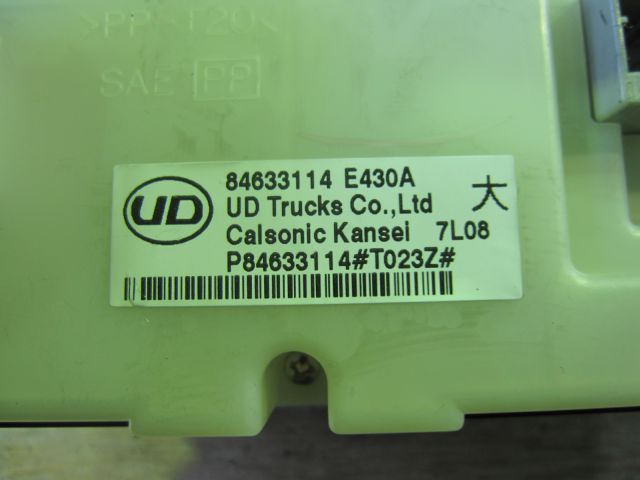 >PP-T20<
SAE PP
84633114 E430A 大
UD UD Trucks Co.,Ltd
Calsonic Kansei 7L08
P84633114#T023Z#